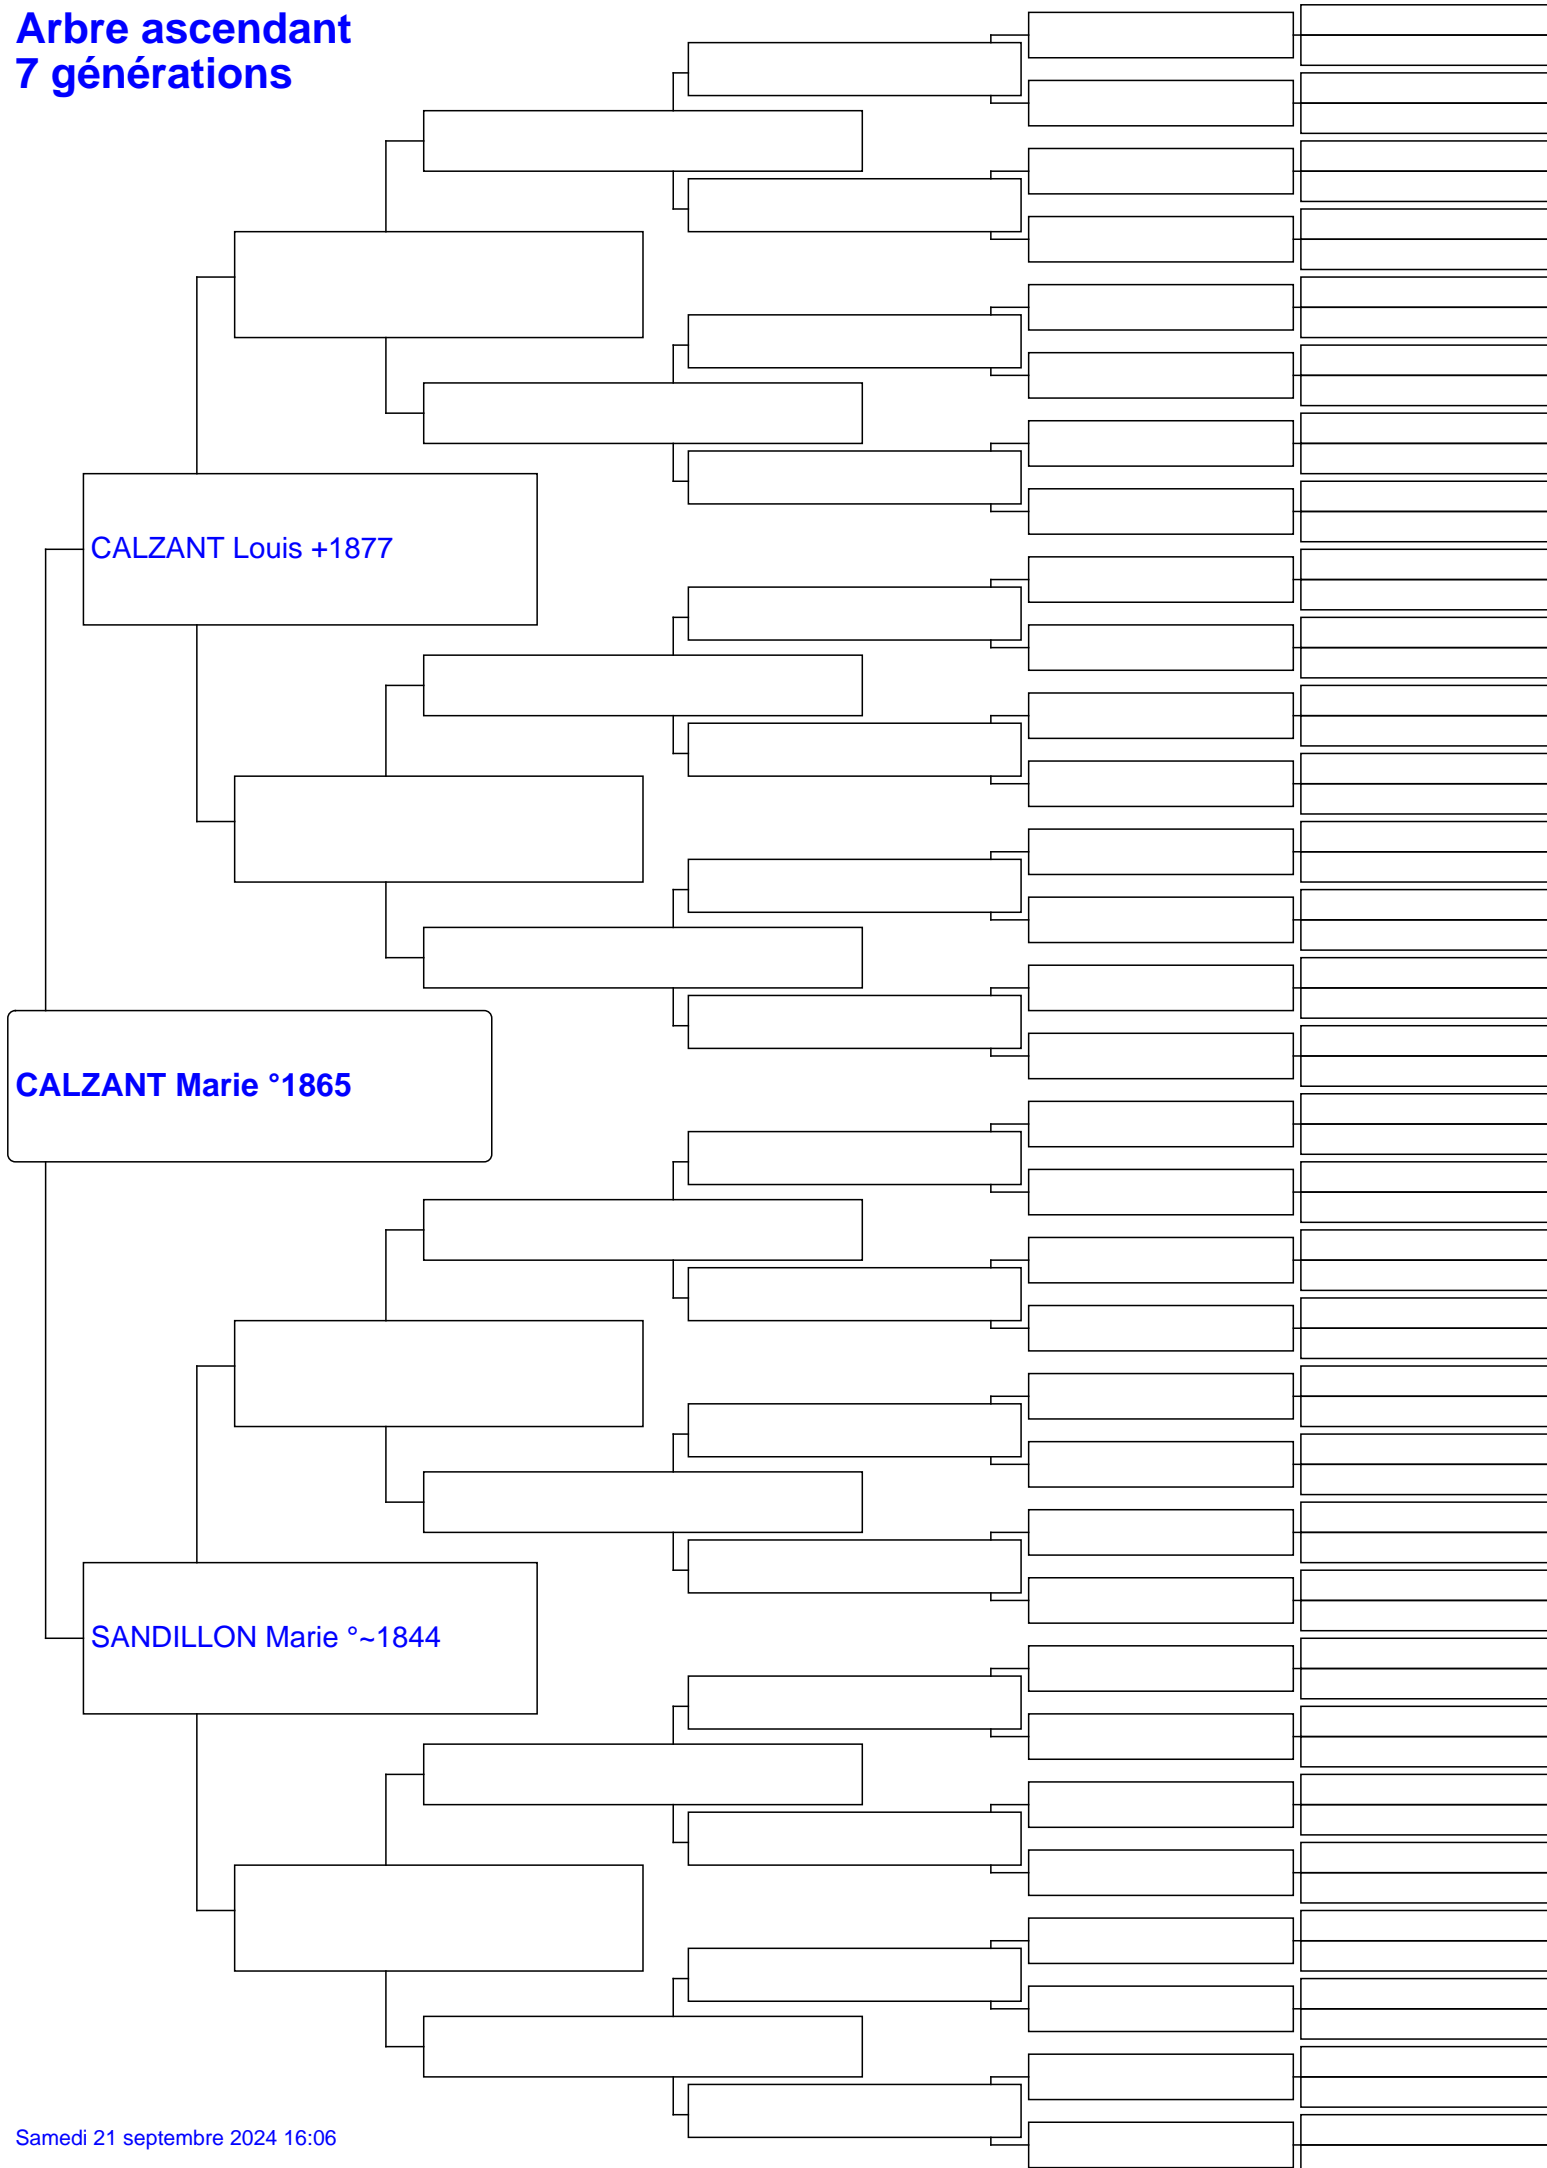 Arbre ascendant
7 générations
CALZANT Louis +1877
CALZANT Marie °1865
SANDILLON Marie °~1844
Samedi 21 septembre 2024 16:06